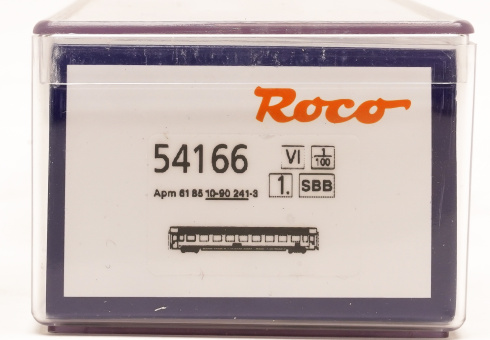 Roco
54166 VI 1/100
Apm 61 85 10-90 241-3 1. SBB